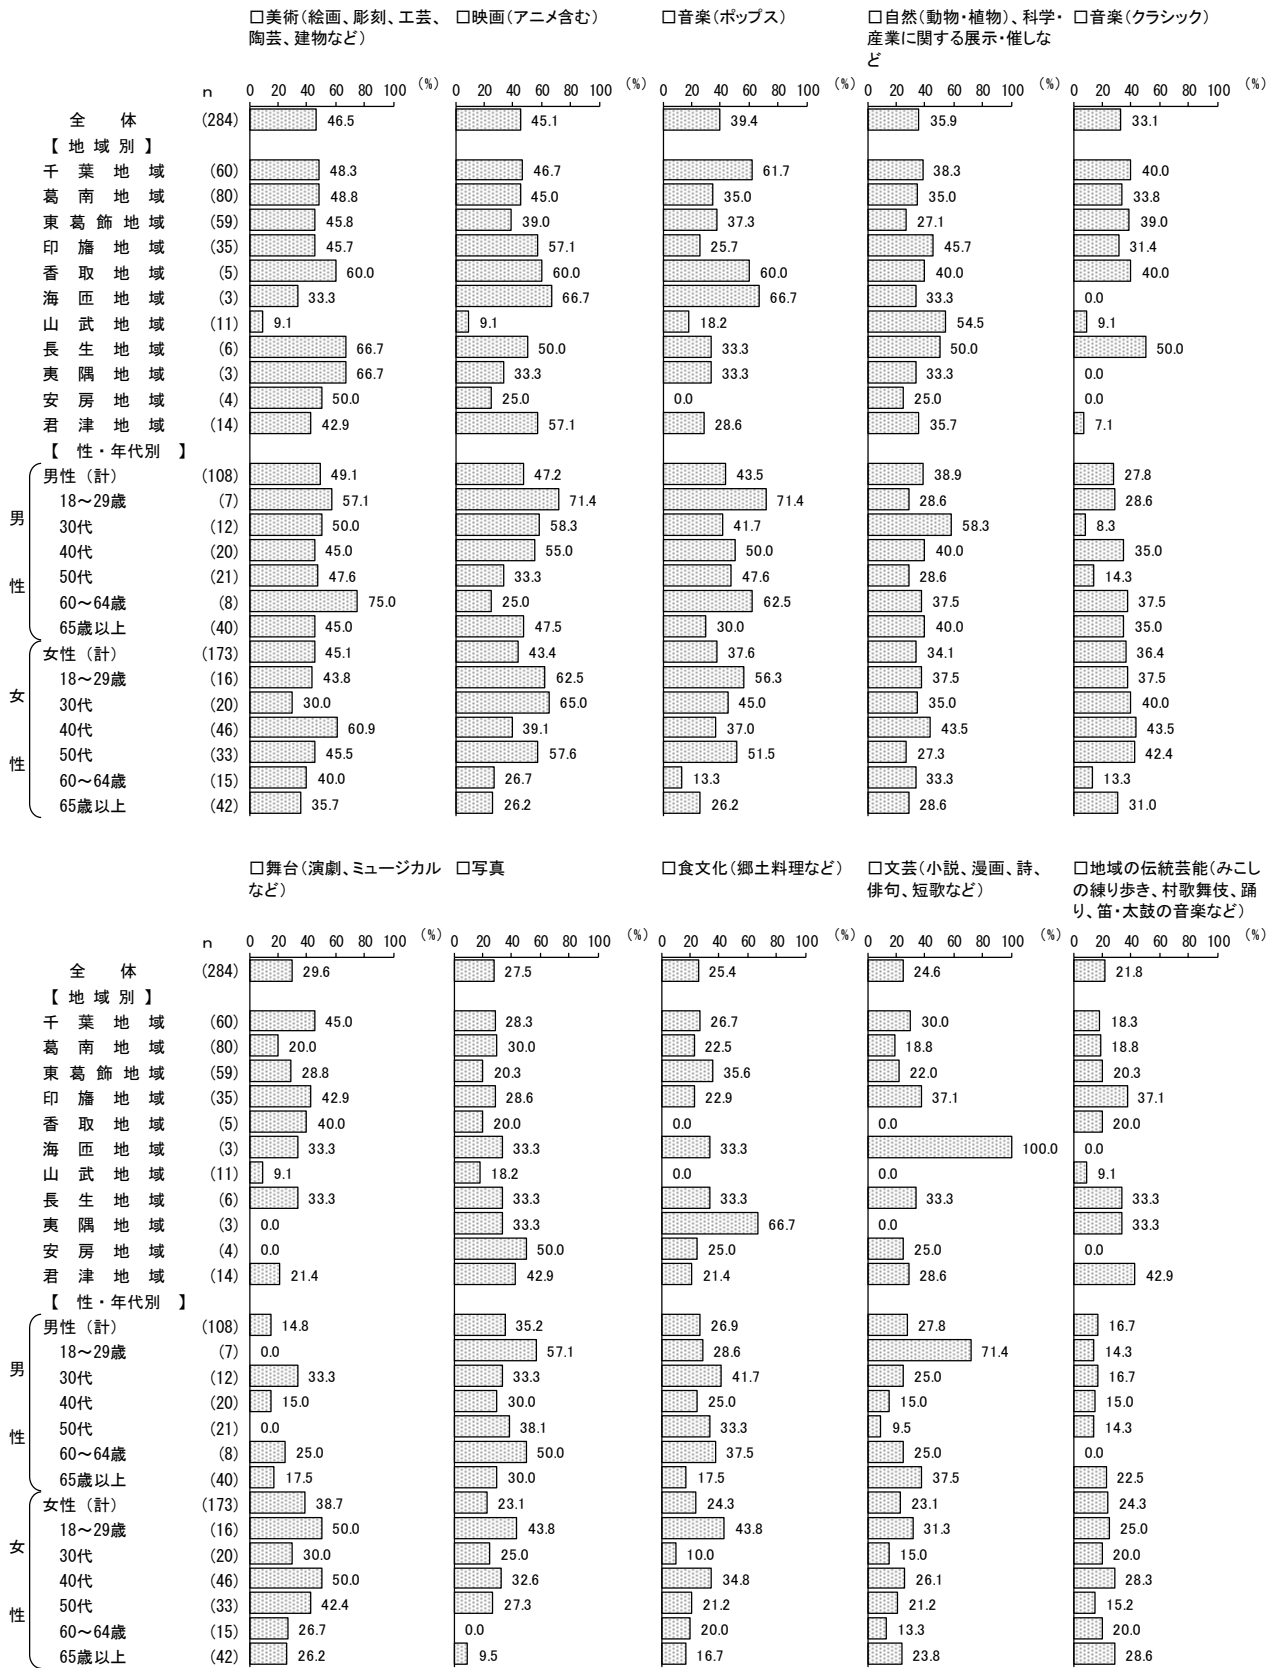 □美術(絵画、彫刻、工芸、 □映画(アニメ含む) □音楽(ポップス) □自然(動物・植物)、科学・ □音楽(クラシック)
陶芸、建物など) 産業に関する展示・催しな
ど
(%) (%) (%) (%) (%)
n 0 20 40 60 80 100 0 20 40 60 80 100 0 20 40 60 80 100 0 20 40 60 80 100 0 20 40 60 80 100
全体 (284) 46.5 45.1 39.4 35.9 33.1
【地域別】
千葉地域 (60) 48.3 46.7 61.7 38.3 40.0
葛南地域 (80) 48.8 45.0 35.0 35.0 33.8
東葛飾地域 (59) 45.8 39.0 37.3 27.1 39.0
印旛地域 (35) 45.7 57.1 25.7 45.7 31.4
香取地域 (5) 60.0 60.0 60.0 40.0 40.0
海匝地域 (3) 33.3 66.7 66.7 33.3 0.0
山武地域 (11) 9.1 9.1 18.2 54.5 9.1
長生地域 (6) 66.7 50.0 33.3 50.0 50.0
夷隅地域 (3) 66.7 33.3 33.3 33.3 0.0
安房地域 (4) 50.0 25.0 0.0 25.0 0.0
君津地域 (14) 42.9 57.1 28.6 35.7 7.1
【 性・年代別 】
男性(計) (108) 49.1 47.2 43.5 38.9 27.8
18～29歳 (7) 57.1 71.4 71.4 28.6 28.6
男 30代 (12) 50.0 58.3 41.7 58.3 8.3
40代 (20) 45.0 55.0 50.0 40.0 35.0
性 50代 (21) 47.6 33.3 47.6 28.6 14.3
60～64歳 (8) 75.0 25.0 62.5 37.5 37.5
65歳以上 (40) 45.0 47.5 30.0 40.0 35.0
女性(計) (173) 45.1 43.4 37.6 34.1 36.4
18～29歳 (16) 43.8 62.5 56.3 37.5 37.5
女 30代 (20) 30.0 65.0 45.0 35.0 40.0
40代 (46) 60.9 39.1 37.0 43.5 43.5
性 50代 (33) 45.5 57.6 51.5 27.3 42.4
60～64歳 (15) 40.0 26.7 13.3 33.3 13.3
65歳以上 (42) 35.7 26.2 26.2 28.6 31.0
□舞台(演劇、ミュージカル □写真 □食文化(郷土料理など) □文芸(小説、漫画、詩、 □地域の伝統芸能(みこし
など) 俳句、短歌など) の練り歩き、村歌舞伎、踊
り、笛・太鼓の音楽など)
(%) (%) (%) (%) (%)
n 0 20 40 60 80 100 0 20 40 60 80 100 0 20 40 60 80 100 0 20 40 60 80 100 0 20 40 60 80 100
全体 (284) 29.6 27.5 25.4 24.6 21.8
【地域別】
千葉地域 (60) 45.0 28.3 26.7 30.0 18.3
葛南地域 (80) 20.0 30.0 22.5 18.8 18.8
東葛飾地域 (59) 28.8 20.3 35.6 22.0 20.3
印旛地域 (35) 42.9 28.6 22.9 37.1 37.1
香取地域 (5) 40.0 20.0 0.0 0.0 20.0
海匝地域 (3) 33.3 33.3 33.3 100.0 0.0
山武地域 (11) 9.1 18.2 0.0 0.0 9.1
長生地域 (6) 33.3 33.3 33.3 33.3 33.3
夷隅地域 (3) 0.0 33.3 66.7 0.0 33.3
安房地域 (4) 0.0 50.0 25.0 25.0 0.0
君津地域 (14) 21.4 42.9 21.4 28.6 42.9
【 性・年代別 】
男性(計) (108) 14.8 35.2 26.9 27.8 16.7
18～29歳 (7) 0.0 57.1 28.6 71.4 14.3
男 30代 (12) 33.3 33.3 41.7 25.0 16.7
40代 (20) 15.0 30.0 25.0 15.0 15.0
性 50代 (21) 0.0 38.1 33.3 9.5 14.3
60～64歳 (8) 25.0 50.0 37.5 25.0 0.0
65歳以上 (40) 17.5 30.0 17.5 37.5 22.5
女性(計) (173) 38.7 23.1 24.3 23.1 24.3
18～29歳 (16) 50.0 43.8 43.8 31.3 25.0
女 30代 (20) 30.0 25.0 10.0 15.0 20.0
40代 (46) 50.0 32.6 34.8 26.1 28.3
性 50代 (33) 42.4 27.3 21.2 21.2 15.2
60～64歳 (15) 26.7 0.0 20.0 13.3 20.0
65歳以上 (42) 26.2 9.5 16.7 23.8 28.6